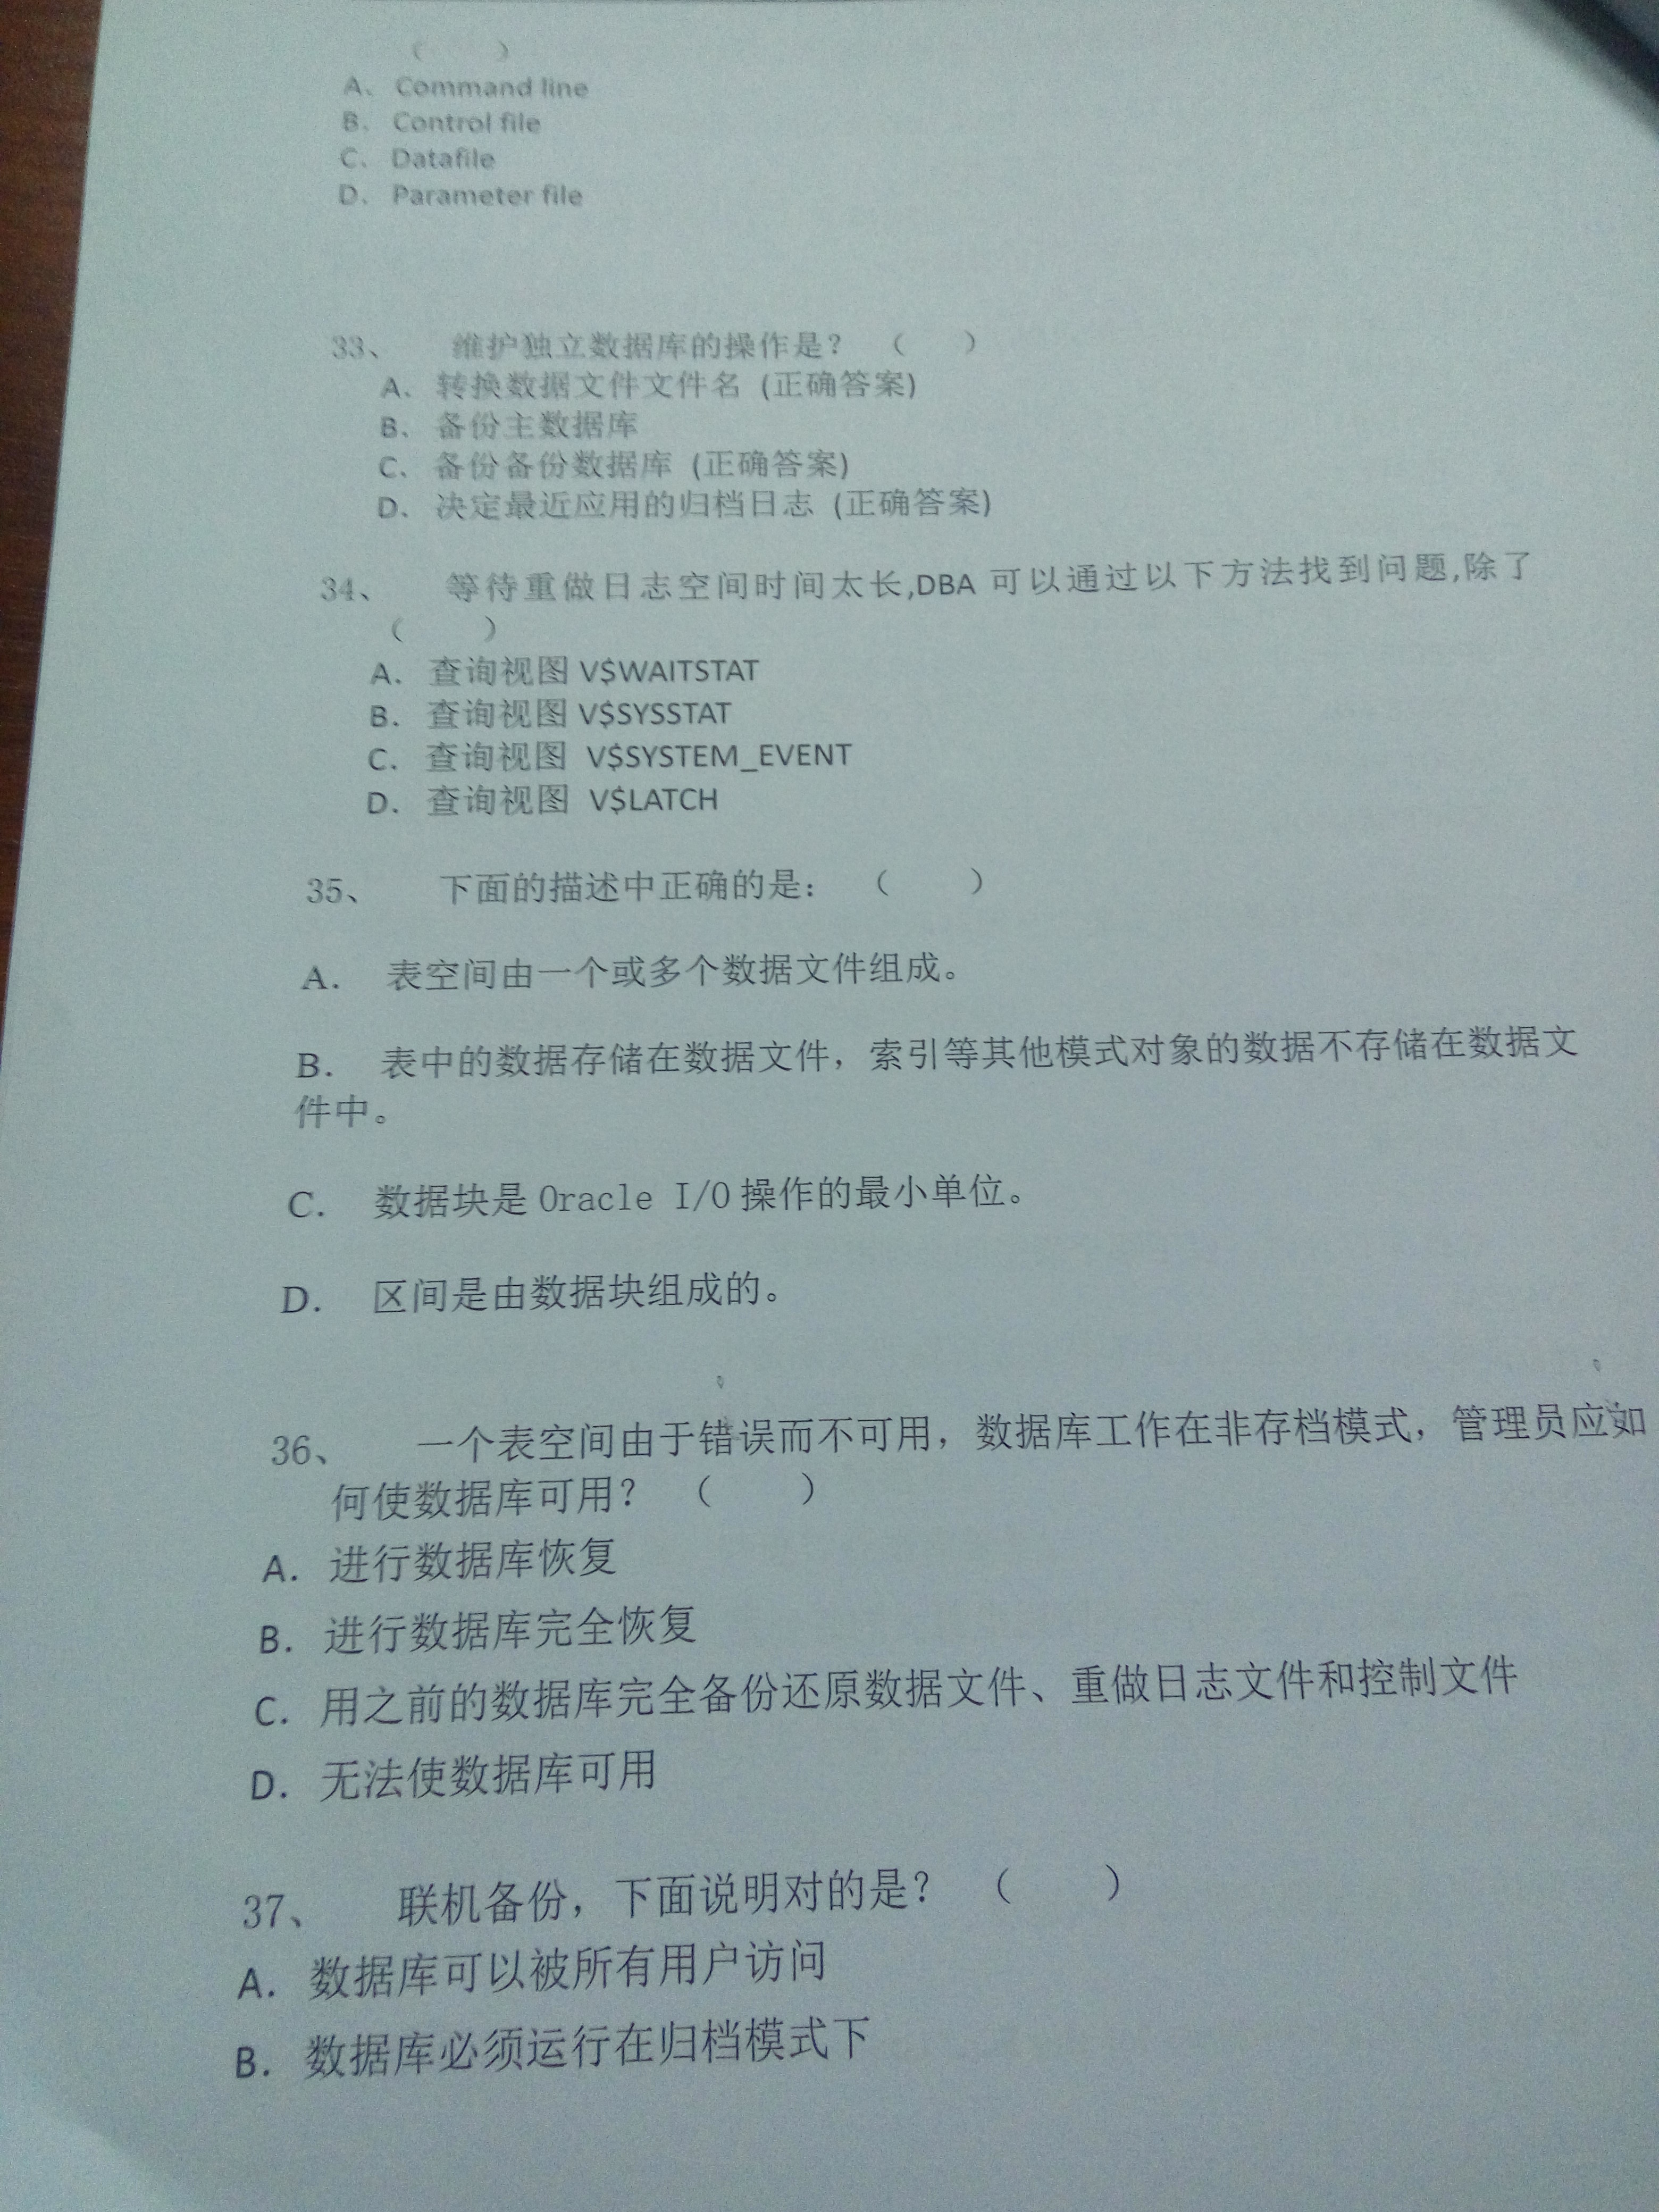 （ ）
A、 Command line
B. Control file
C、 Datafile
D、 Parameter file
33、 维护独立数据库的操作是？ （ ）
A. 转换数据文件文件名 (正确答案)
B、 备份主数据库
C、 备份备份数据库 (正确答案)
D、 决定最近应用的归档日志 (正确答案)
34、 等待重做日志空间时间太长,DBA 可以通过以下方法找到问题,除了
（ ）
A. 查询视图 V$WAITSTAT
B. 查询视图 V$SYSSTAT
C. 查询视图 V$SYSTEM_EVENT
D. 查询视图 V$LATCH
35、 下面的描述中正确的是: （ ）
A. 表空间由一个或多个数据文件组成。
B. 表中的数据存储在数据文件，索引等其他模式对象的数据不存储在数据文
件中。
C. 数据块是 Oracle I/O 操作的最小单位。
D. 区间是由数据块组成的。
36、 一个表空间由于错误而不可用，数据库工作在非存档模式，管理员应如
何使数据库可用? （ ）
A. 进行数据库恢复
B. 进行数据库完全恢复
C. 用之前的数据库完全备份还原数据文件、重做日志文件和控制文件
D. 无法使数据库可用
37、 联机备份，下面说明对的是? （ ）
A. 数据库可以被所有用户访问
B. 数据库必须运行在归档模式下